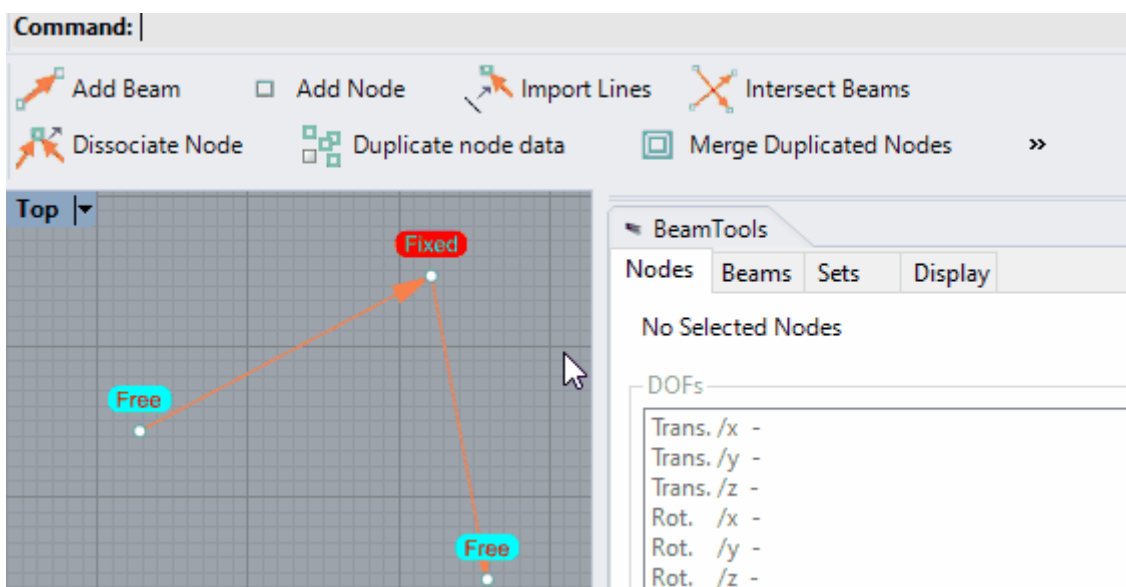 Command:
Add Beam Add Node Import Lines Intersect Beams
Dissociate Node Duplicate node data Merge Duplicated Nodes »
Top
Fixed
Free
Free
BeamTools
Nodes Beams Sets Display
No Selected Nodes
DOFs
Trans. /x -
Trans. /y -
Trans. /z -
Rot. /x -
Rot. /y -
Rot. /z -